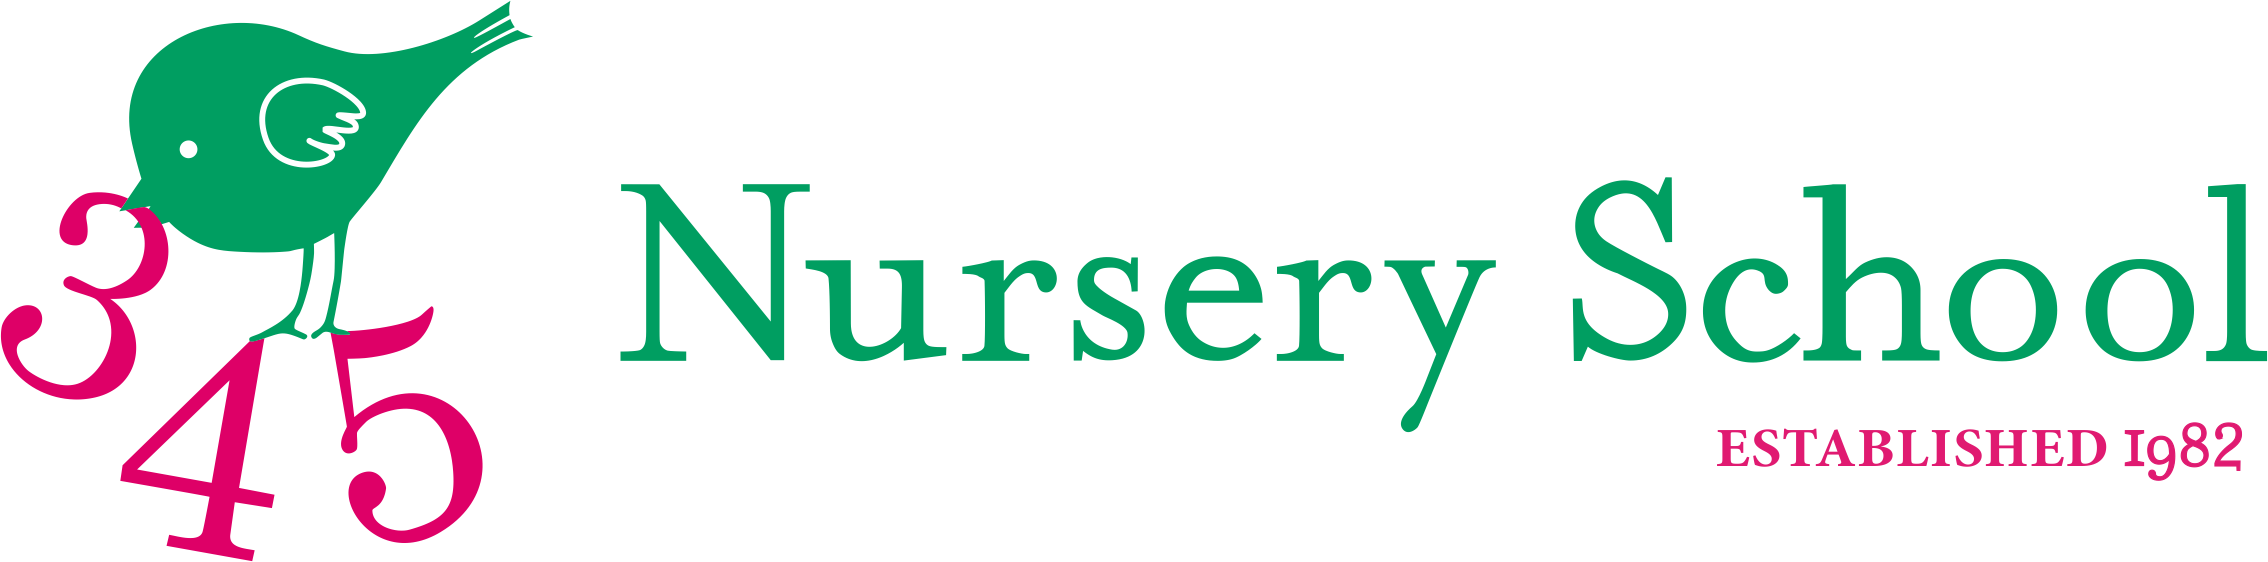 345 Nursery School
ESTABLISHED 1982